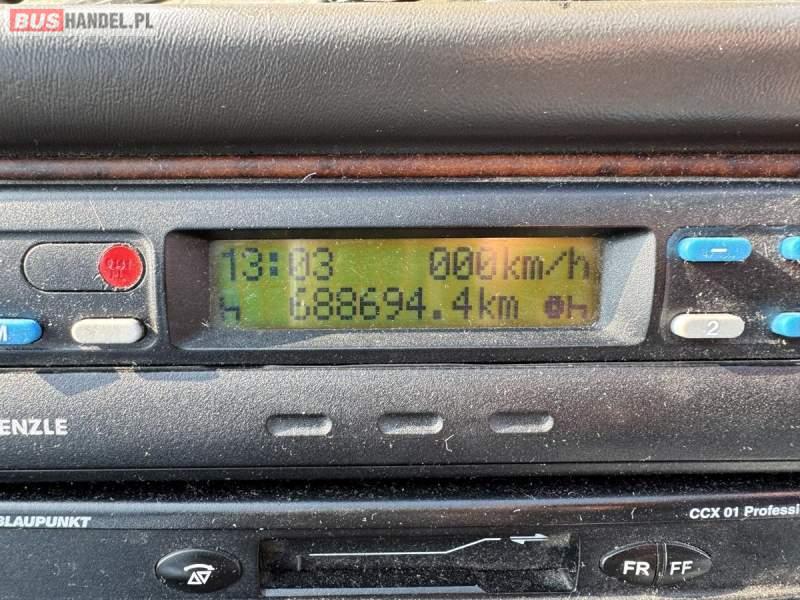 BUSHANDEL.PL
13:03 000km/h
688694.4km
2
ENZLE
BLAUPUNKT
CCX 01 Professi
FR FF